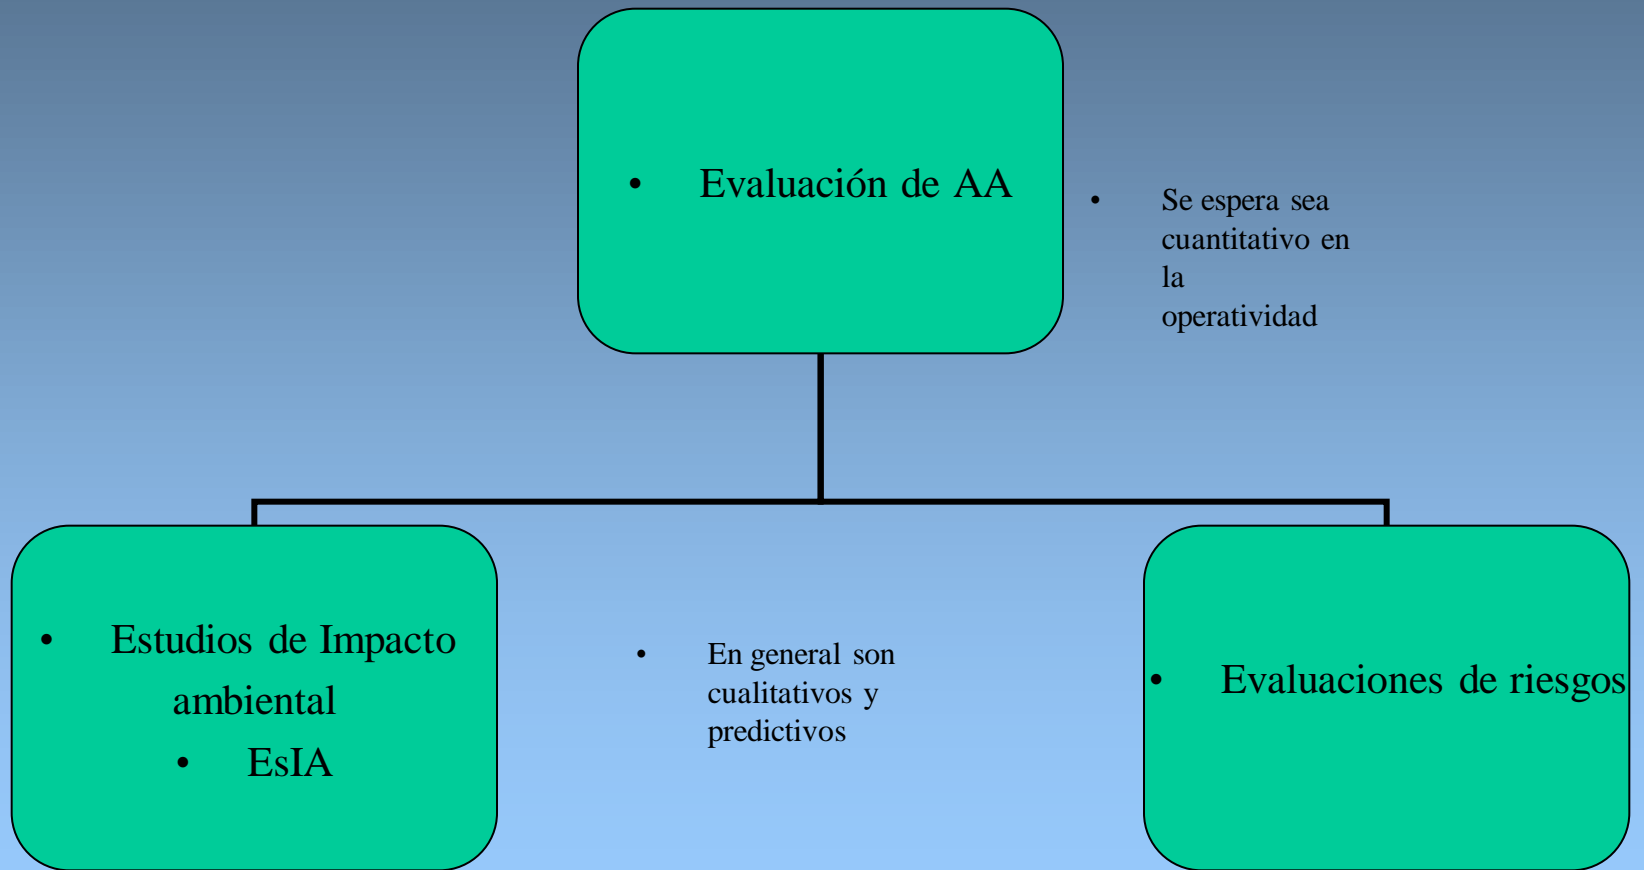 • Evaluación de AA
• Se espera sea
cuantitativo en
la
operatividad
• Estudios de Impacto
ambiental
• EsIA
• En general son
cualitativos y
predictivos
• Evaluaciones de riesgos